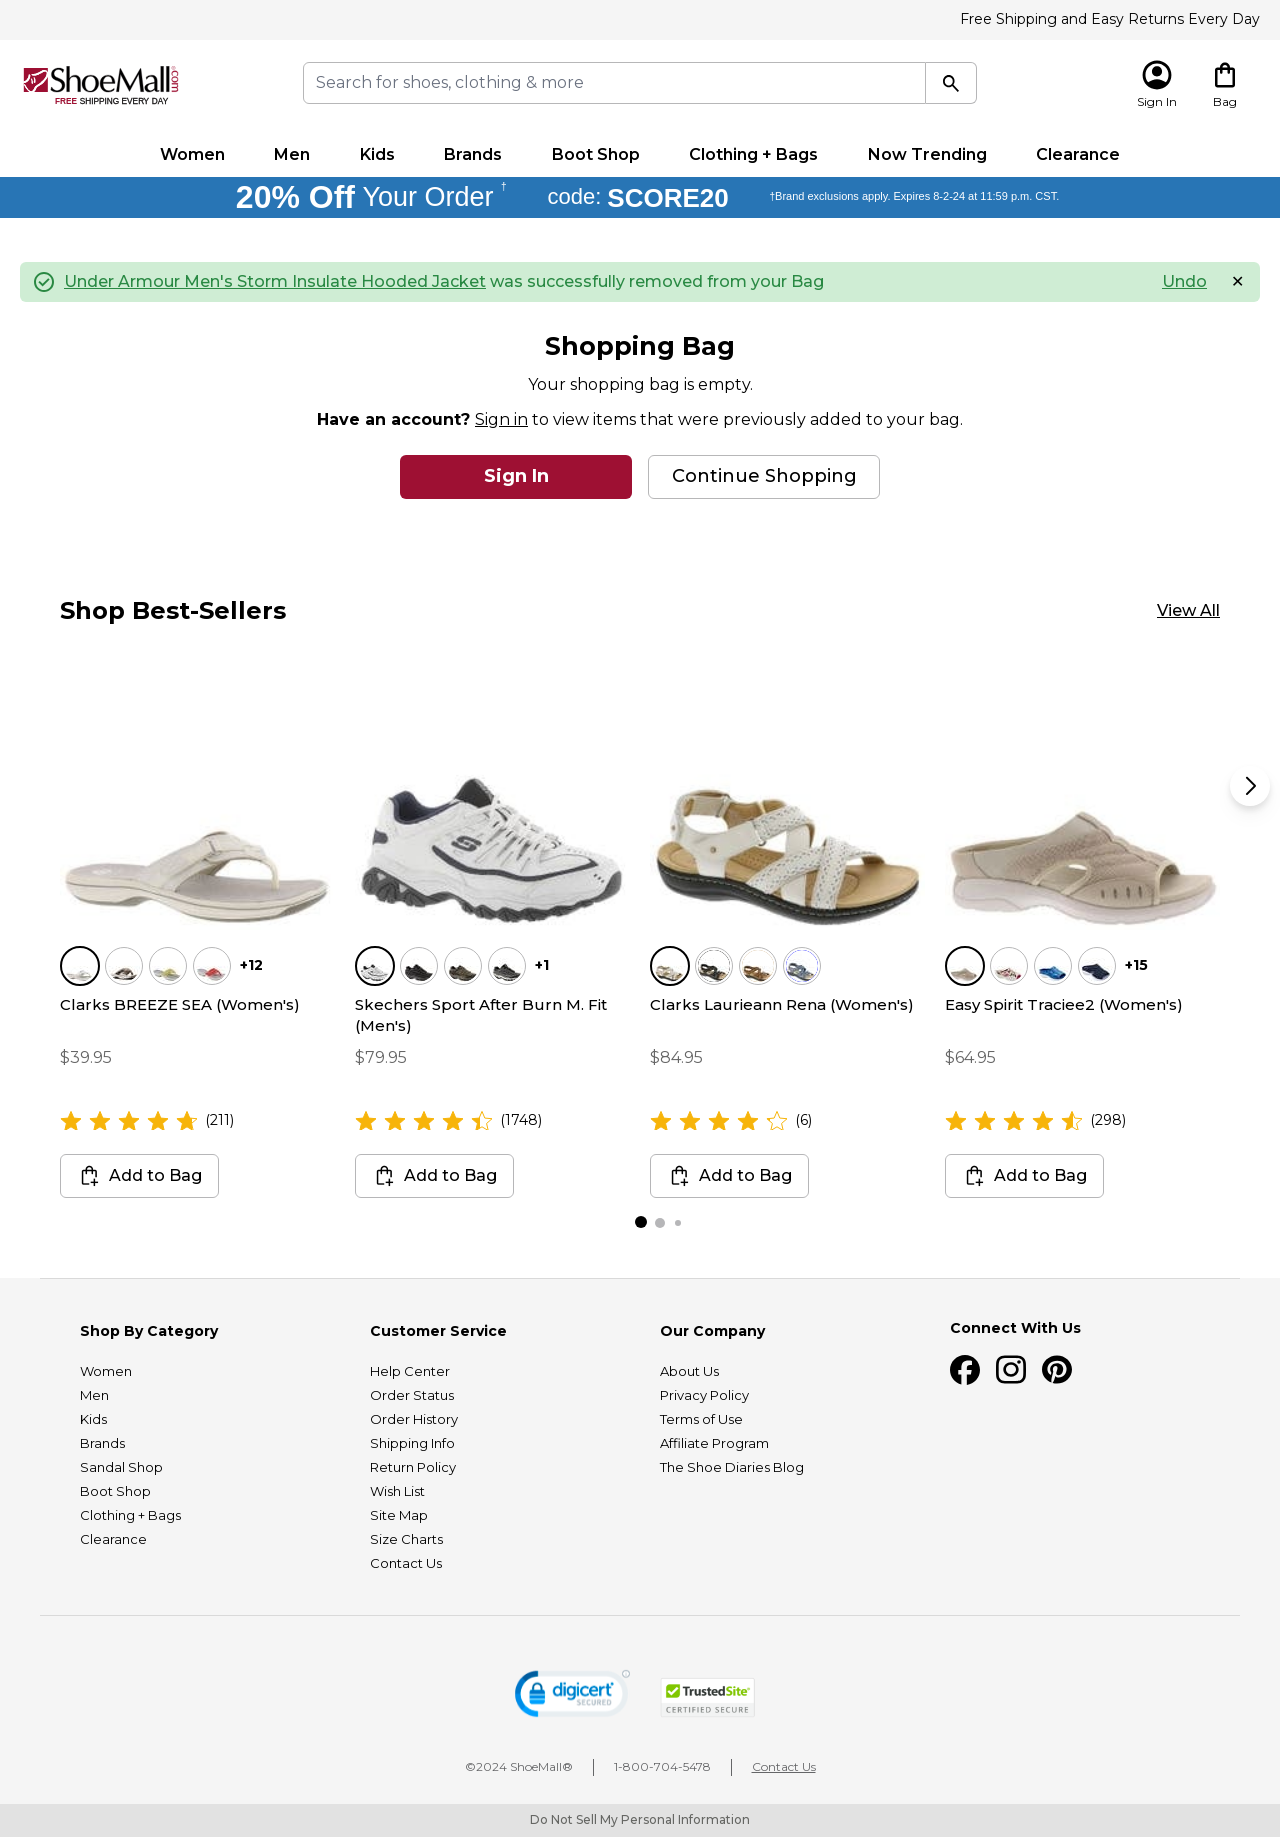 Free Shipping and Easy Returns Every Day
ShoeMall.com
FREE SHIPPING EVERY DAY
Search for shoes, clothing & more
Sign In
Bag
Women Men Kids Brands Boot Shop Clothing + Bags Now Trending Clearance
20% Off Your Order † code: SCORE20 †Brand exclusions apply. Expires 8-2-24 at 11:59 p.m. CST.
Under Armour Men's Storm Insulate Hooded Jacket was successfully removed from your Bag Undo ✕
Shopping Bag
Your shopping bag is empty.
Have an account? Sign in to view items that were previously added to your bag.
Sign In Continue Shopping
Shop Best-Sellers View All
+12
Clarks BREEZE SEA (Women's)
$39.95
(211)
Add to Bag
+1
Skechers Sport After Burn M. Fit
(Men's)
$79.95
(1748)
Add to Bag
Clarks Laurieann Rena (Women's)
$84.95
(6)
Add to Bag
+15
Easy Spirit Traciee2 (Women's)
$64.95
(298)
Add to Bag
Shop By Category
Women
Men
Kids
Brands
Sandal Shop
Boot Shop
Clothing + Bags
Clearance
Customer Service
Help Center
Order Status
Order History
Shipping Info
Return Policy
Wish List
Site Map
Size Charts
Contact Us
Our Company
About Us
Privacy Policy
Terms of Use
Affiliate Program
The Shoe Diaries Blog
Connect With Us
digicert
SECURED
TrustedSite
CERTIFIED SECURE
©2024 ShoeMall® 1-800-704-5478 Contact Us
Do Not Sell My Personal Information